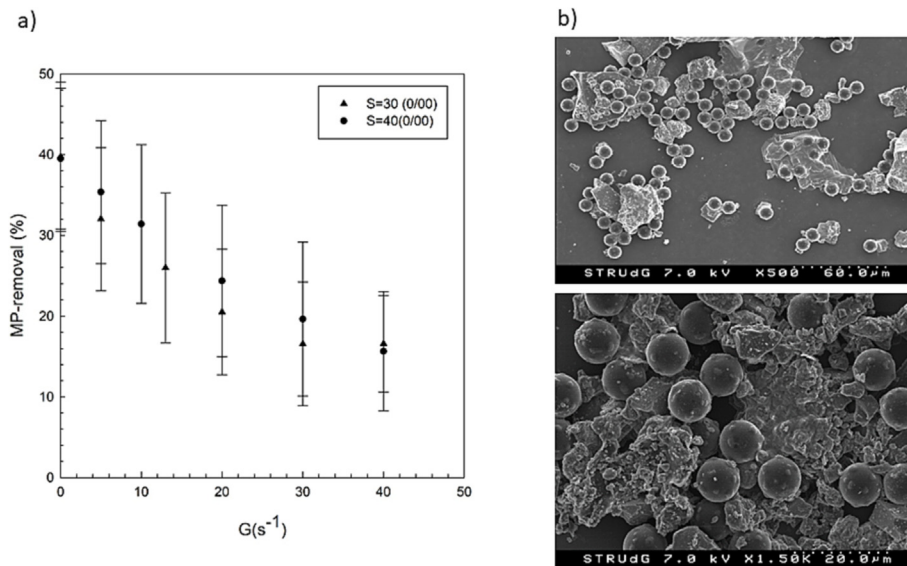 a)
b)
50
40
30
20
10
0
MP-removal (%)
S=30 (0/00)
S=40(0/00)
0 10 20 30 40 50
G(s-1)
STRUdG 7.0 kV X500 60.0µm
STRUdG 7.0 kV X1.50K 20.0µm